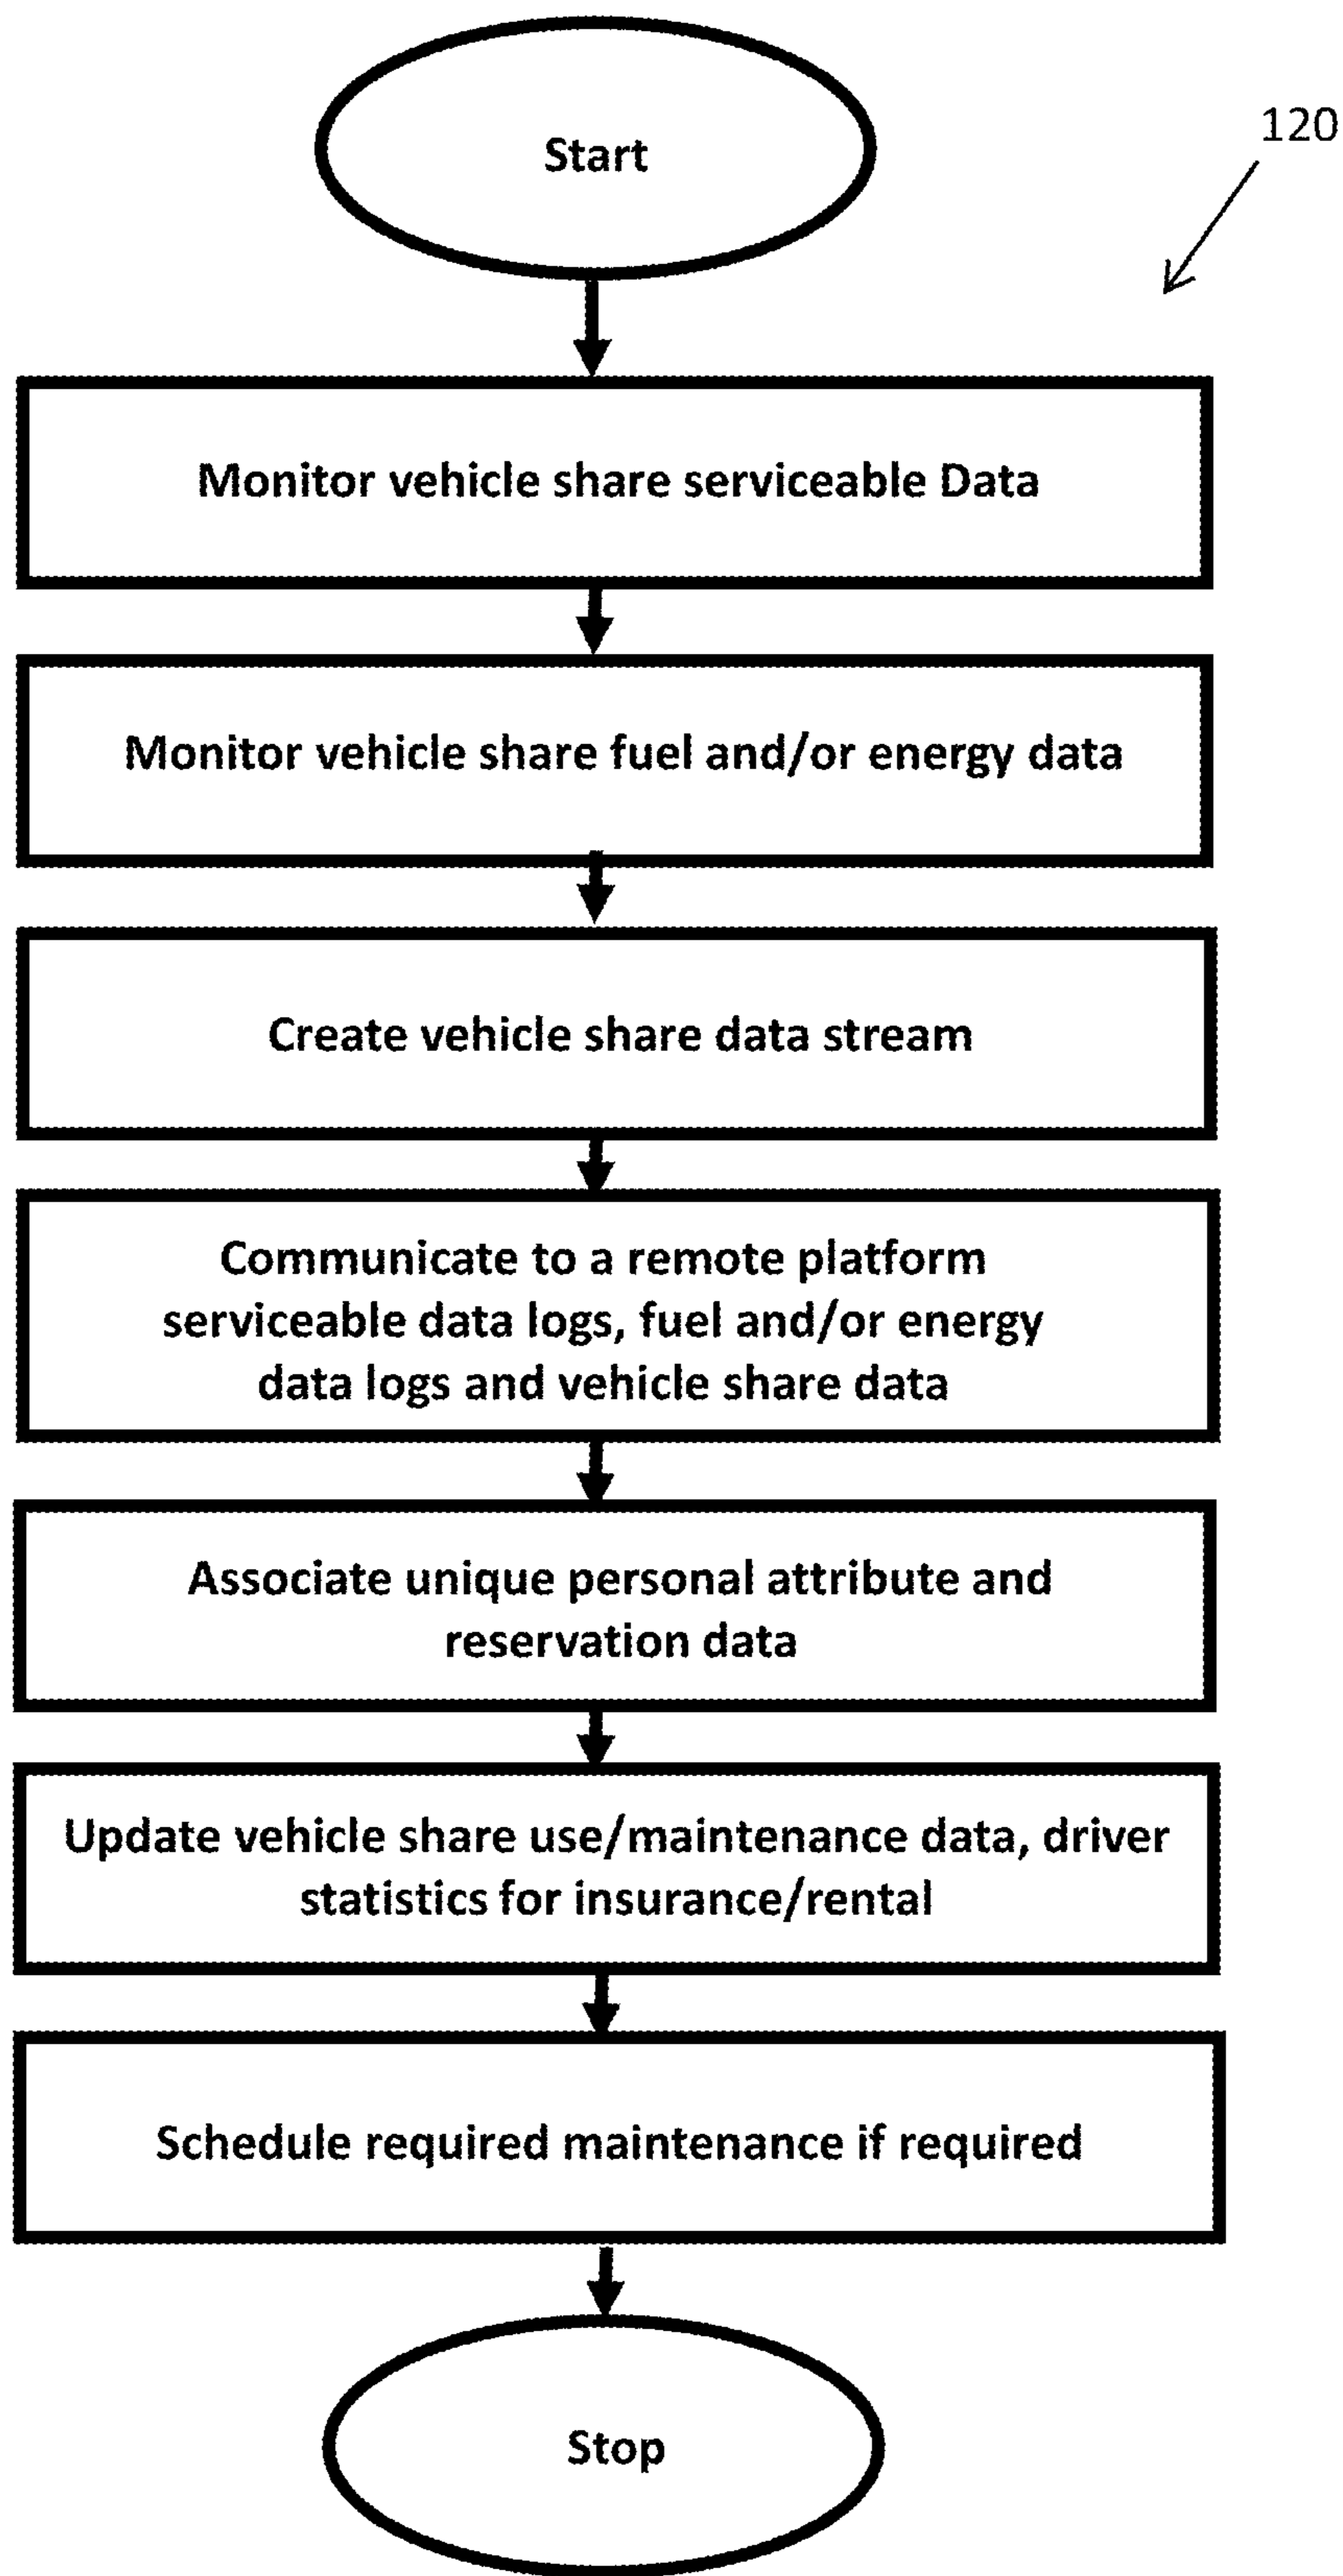 Start
120
Monitor vehicle share serviceable Data
Monitor vehicle share fuel and/or energy data
Create vehicle share data stream
Communicate to a remote platform
serviceable data logs, fuel and/or energy
data logs and vehicle share data
Associate unique personal attribute and
reservation data
Update vehicle share use/maintenance data, driver
statistics for insurance/rental
Schedule required maintenance if required
Stop